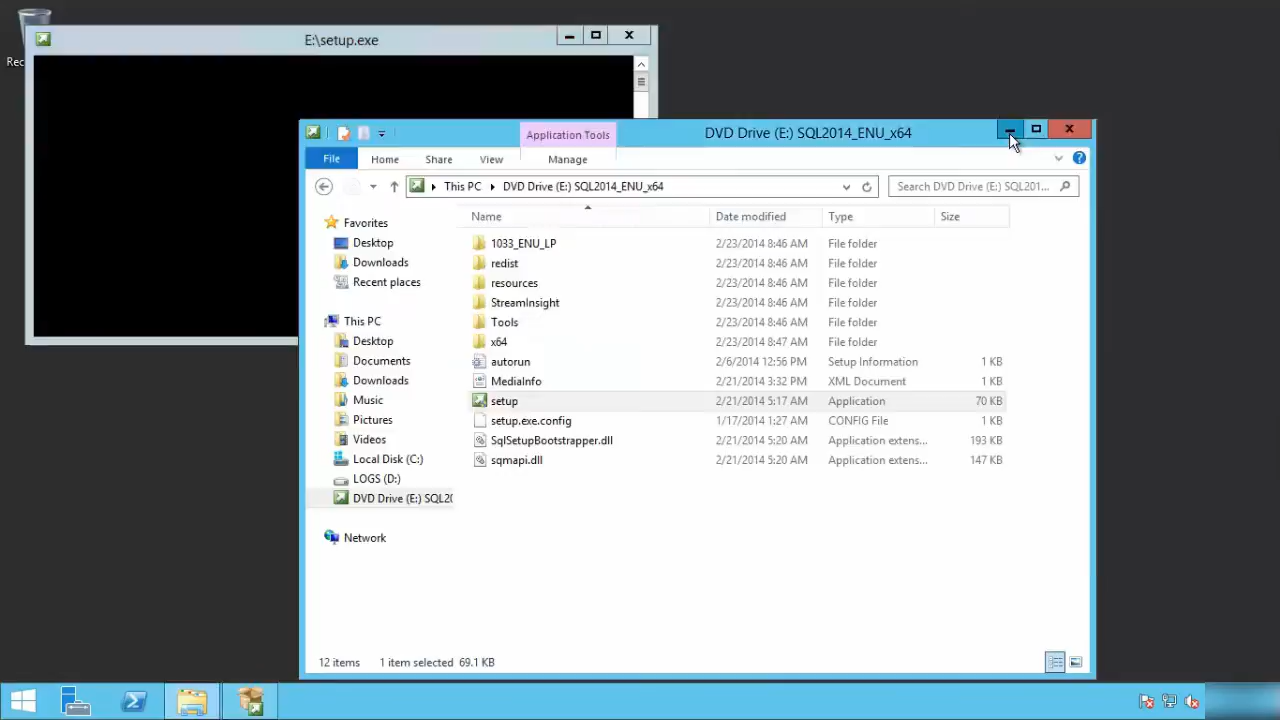 Rec
E:\setup.exe
Application Tools
DVD Drive (E:) SQL2014_ENU_x64
File
Home
Share
View
Manage
This PC
DVD Drive (E:) SQL2014_ENU_x64
Search DVD Drive (E:) SQL201...
Name
Date modified
Type
Size
Favorites
Desktop
Downloads
Recent places
This PC
Desktop
Documents
Downloads
Music
Pictures
Videos
Local Disk (C:)
LOGS (D:)
DVD Drive (E:) SQL20
Network
1033_ENU_LP 2/23/2014 8:46 AM File folder
redist 2/23/2014 8:46 AM File folder
resources 2/23/2014 8:46 AM File folder
StreamInsight 2/23/2014 8:46 AM File folder
Tools 2/23/2014 8:46 AM File folder
x64 2/23/2014 8:47 AM File folder
autorun 2/6/2014 12:56 PM Setup Information 1 KB
MediaInfo 2/21/2014 3:32 PM XML Document 1 KB
setup 2/21/2014 5:17 AM Application 70 KB
setup.exe.config 1/17/2014 1:27 AM CONFIG File 1 KB
SqlSetupBootstrapper.dll 2/21/2014 5:20 AM Application extens... 193 KB
sqmapi.dll 2/21/2014 5:20 AM Application extens... 147 KB
12 items
1 item selected 69.1 KB